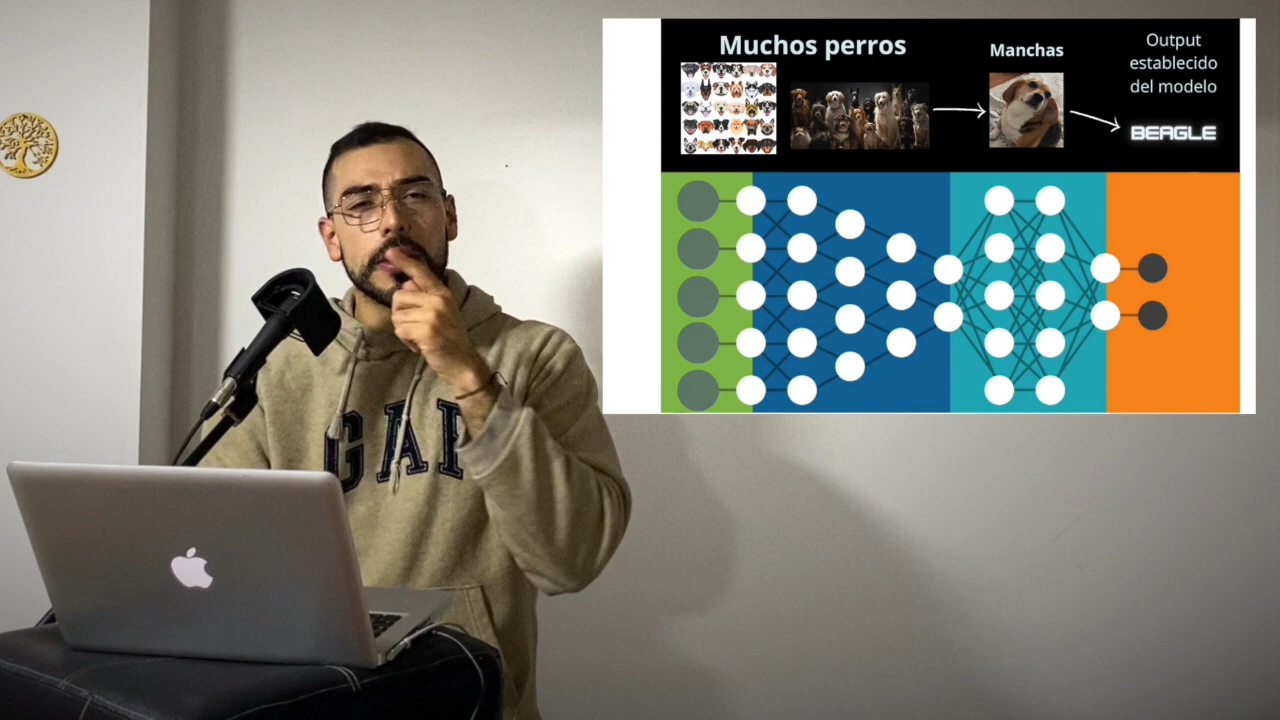 Muchos perros
Manchas
Output
establecido
del modelo
BEAGLE
GAP